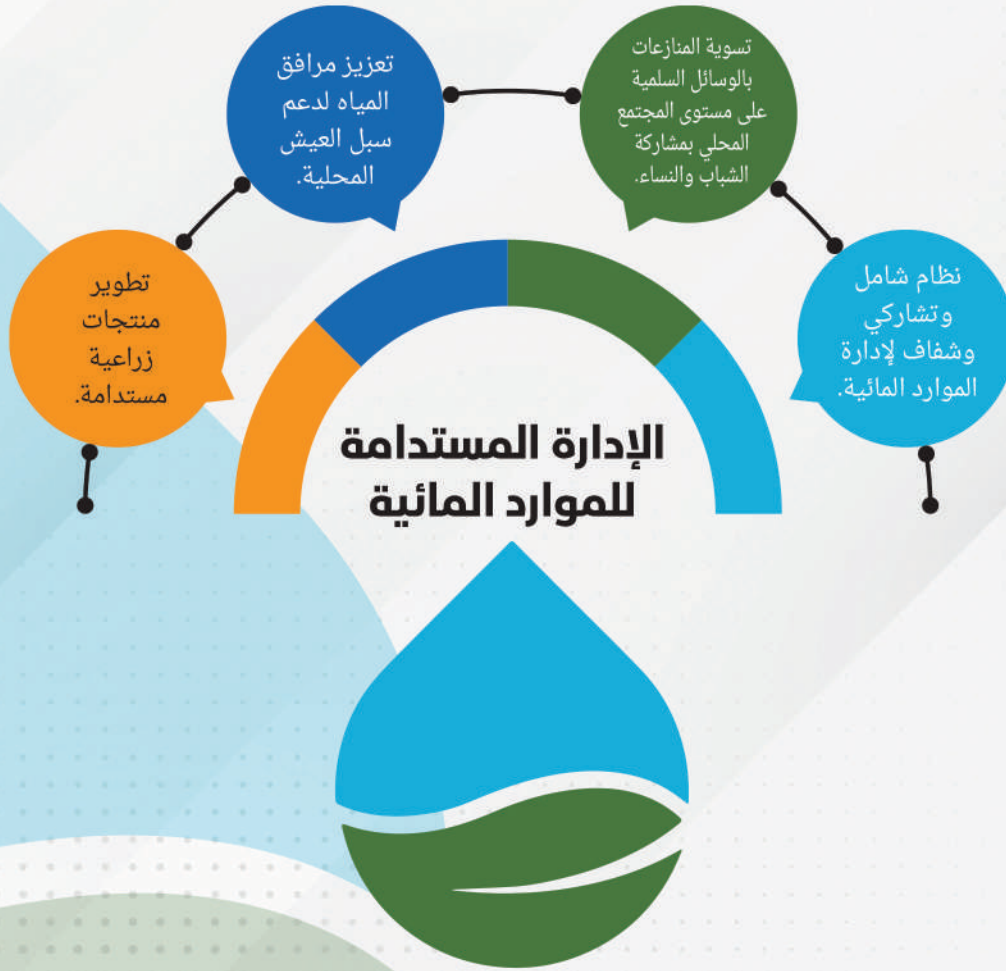 تسوية المنازعات
بالوسائل السلمية
على مستوى المجتمع
المحلي بمشاركة
الشباب والنساء.
تعزيز مرافق
المياه لدعم
سبل العيش
المحلية.
نظام شامل
وتشاركي
وشفاف لإدارة
الموارد المائية.
تطوير
منتجات
زراعية
مستدامة.
الإدارة المستدامة
للموارد المائية